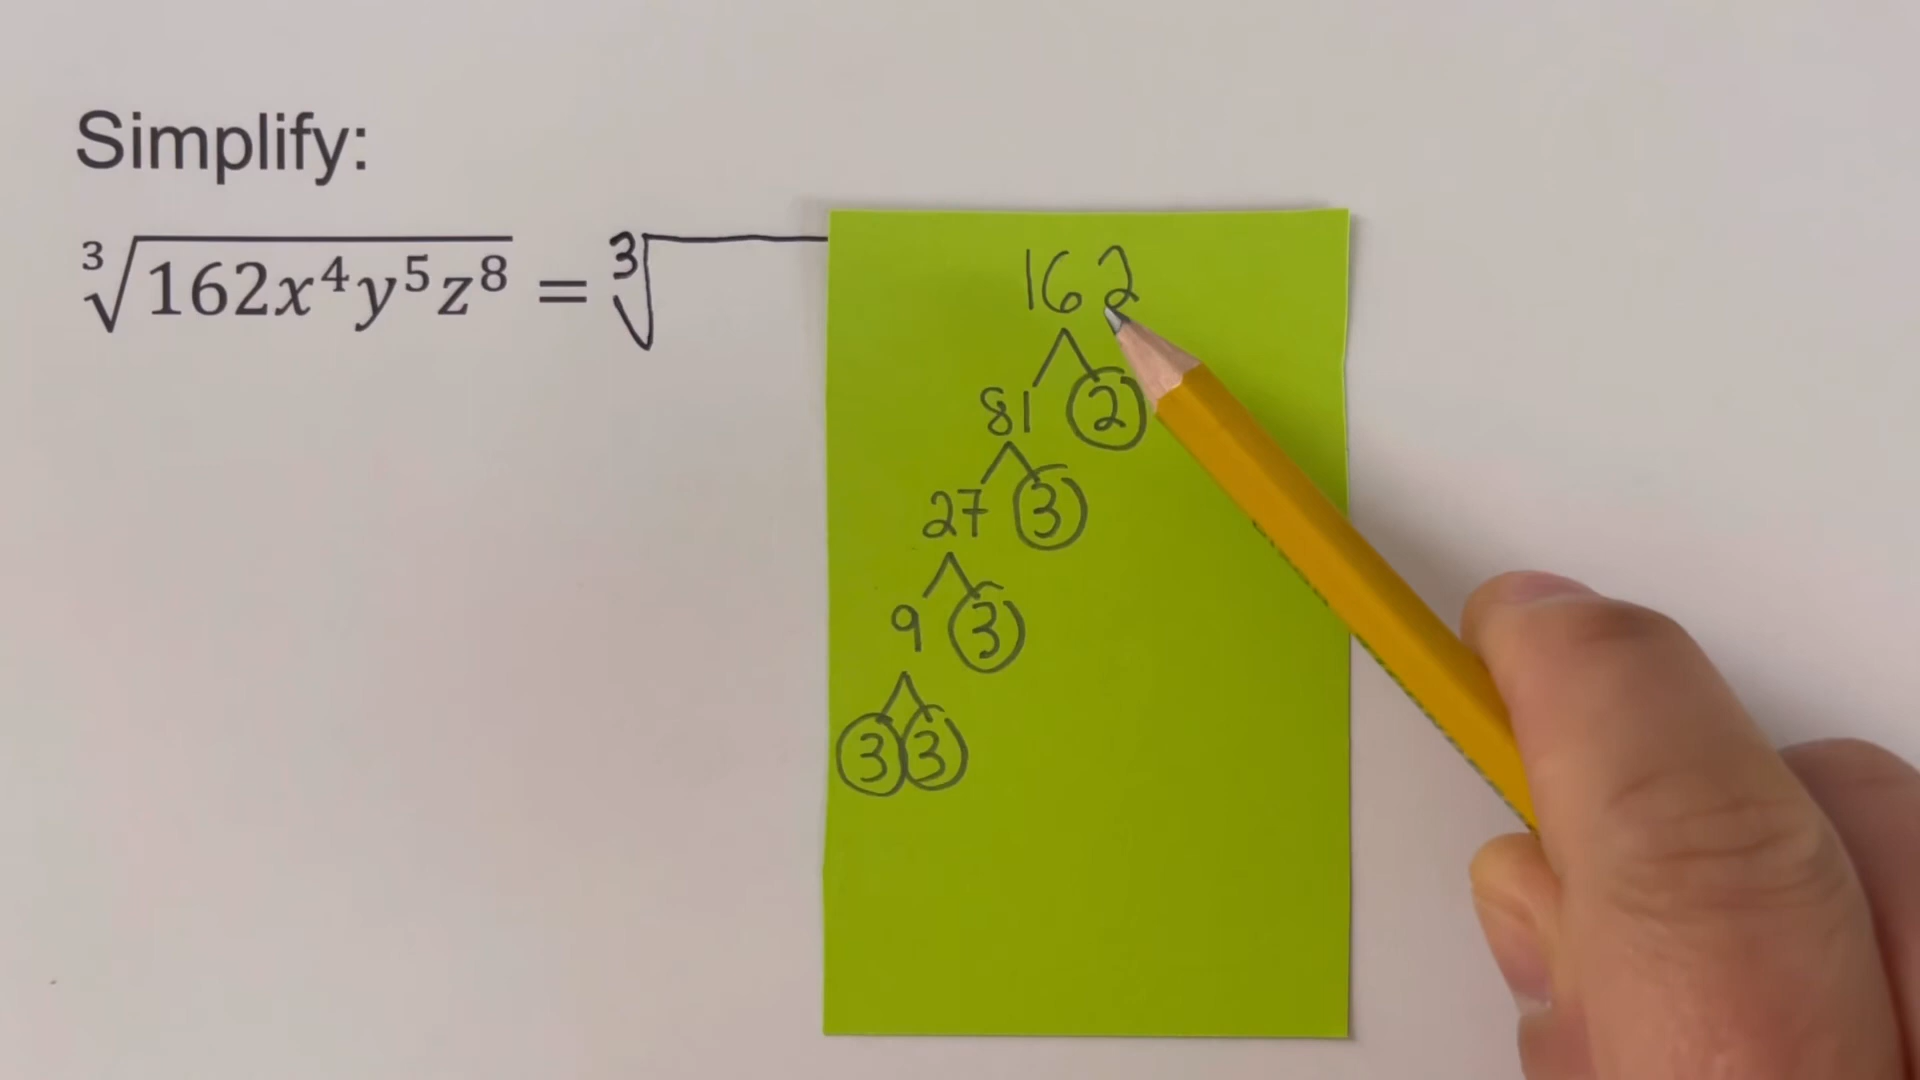 Simplify:
∛162x⁴y⁵z⁸ = ∛
162
81 2
27 3
9 3
3 3